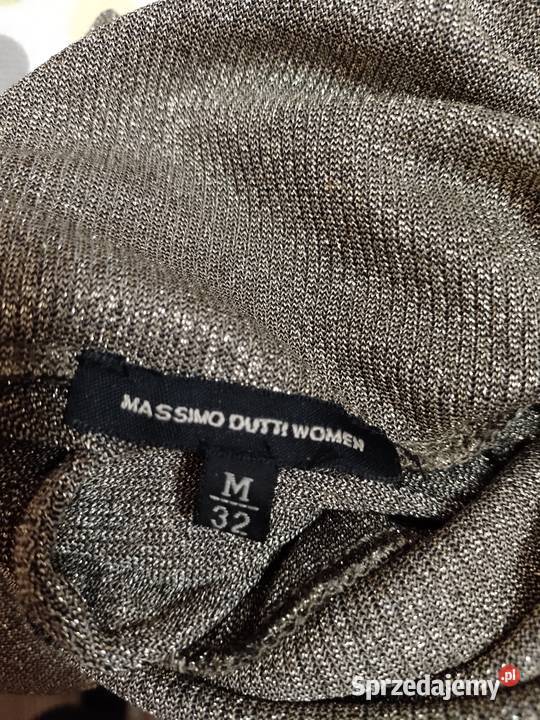 MASSIMO DUTTI WOMEN
M
32
Sprzedajemy.pl